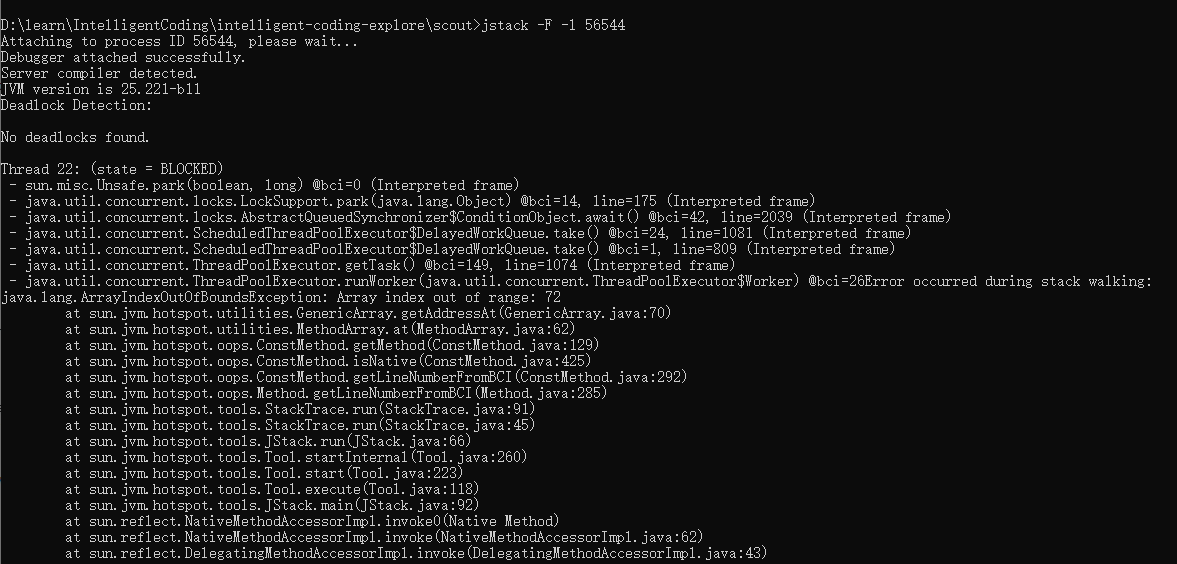 D:\learn\IntelligentCoding\intelligent-coding-explore\scout>jstack -F -l 56544
Attaching to process ID 56544, please wait...
Debugger attached successfully.
Server compiler detected.
JVM version is 25.221-b11
Deadlock Detection:
No deadlocks found.
Thread 22: (state = BLOCKED)
- sun.misc.Unsafe.park(boolean, long) @bci=0 (Interpreted frame)
- java.util.concurrent.locks.LockSupport.park(java.lang.Object) @bci=14, line=175 (Interpreted frame)
- java.util.concurrent.locks.AbstractQueuedSynchronizer$ConditionObject.await() @bci=42, line=2039 (Interpreted frame)
- java.util.concurrent.ScheduledThreadPoolExecutor$DelayedWorkQueue.take() @bci=24, line=1081 (Interpreted frame)
- java.util.concurrent.ScheduledThreadPoolExecutor$DelayedWorkQueue.take() @bci=1, line=809 (Interpreted frame)
- java.util.concurrent.ThreadPoolExecutor.getTask() @bci=149, line=1074 (Interpreted frame)
- java.util.concurrent.ThreadPoolExecutor.runWorker(java.util.concurrent.ThreadPoolExecutor$Worker) @bci=26Error occurred during stack walking:
java.lang.ArrayIndexOutOfBoundsException: Array index out of range: 72
at sun.jvm.hotspot.utilities.GenericArray.getAddressAt(GenericArray.java:70)
at sun.jvm.hotspot.utilities.MethodArray.at(MethodArray.java:62)
at sun.jvm.hotspot.oops.ConstMethod.getMethod(ConstMethod.java:129)
at sun.jvm.hotspot.oops.ConstMethod.isNative(ConstMethod.java:425)
at sun.jvm.hotspot.oops.ConstMethod.getLineNumberFromBCI(ConstMethod.java:292)
at sun.jvm.hotspot.oops.Method.getLineNumberFromBCI(Method.java:285)
at sun.jvm.hotspot.tools.StackTrace.run(StackTrace.java:91)
at sun.jvm.hotspot.tools.StackTrace.run(StackTrace.java:45)
at sun.jvm.hotspot.tools.JStack.run(JStack.java:66)
at sun.jvm.hotspot.tools.Tool.startInternal(Tool.java:260)
at sun.jvm.hotspot.tools.Tool.start(Tool.java:223)
at sun.jvm.hotspot.tools.Tool.execute(Tool.java:118)
at sun.jvm.hotspot.tools.JStack.main(JStack.java:92)
at sun.reflect.NativeMethodAccessorImpl.invoke0(Native Method)
at sun.reflect.NativeMethodAccessorImpl.invoke(NativeMethodAccessorImpl.java:62)
at sun.reflect.DelegatingMethodAccessorImpl.invoke(DelegatingMethodAccessorImpl.java:43)